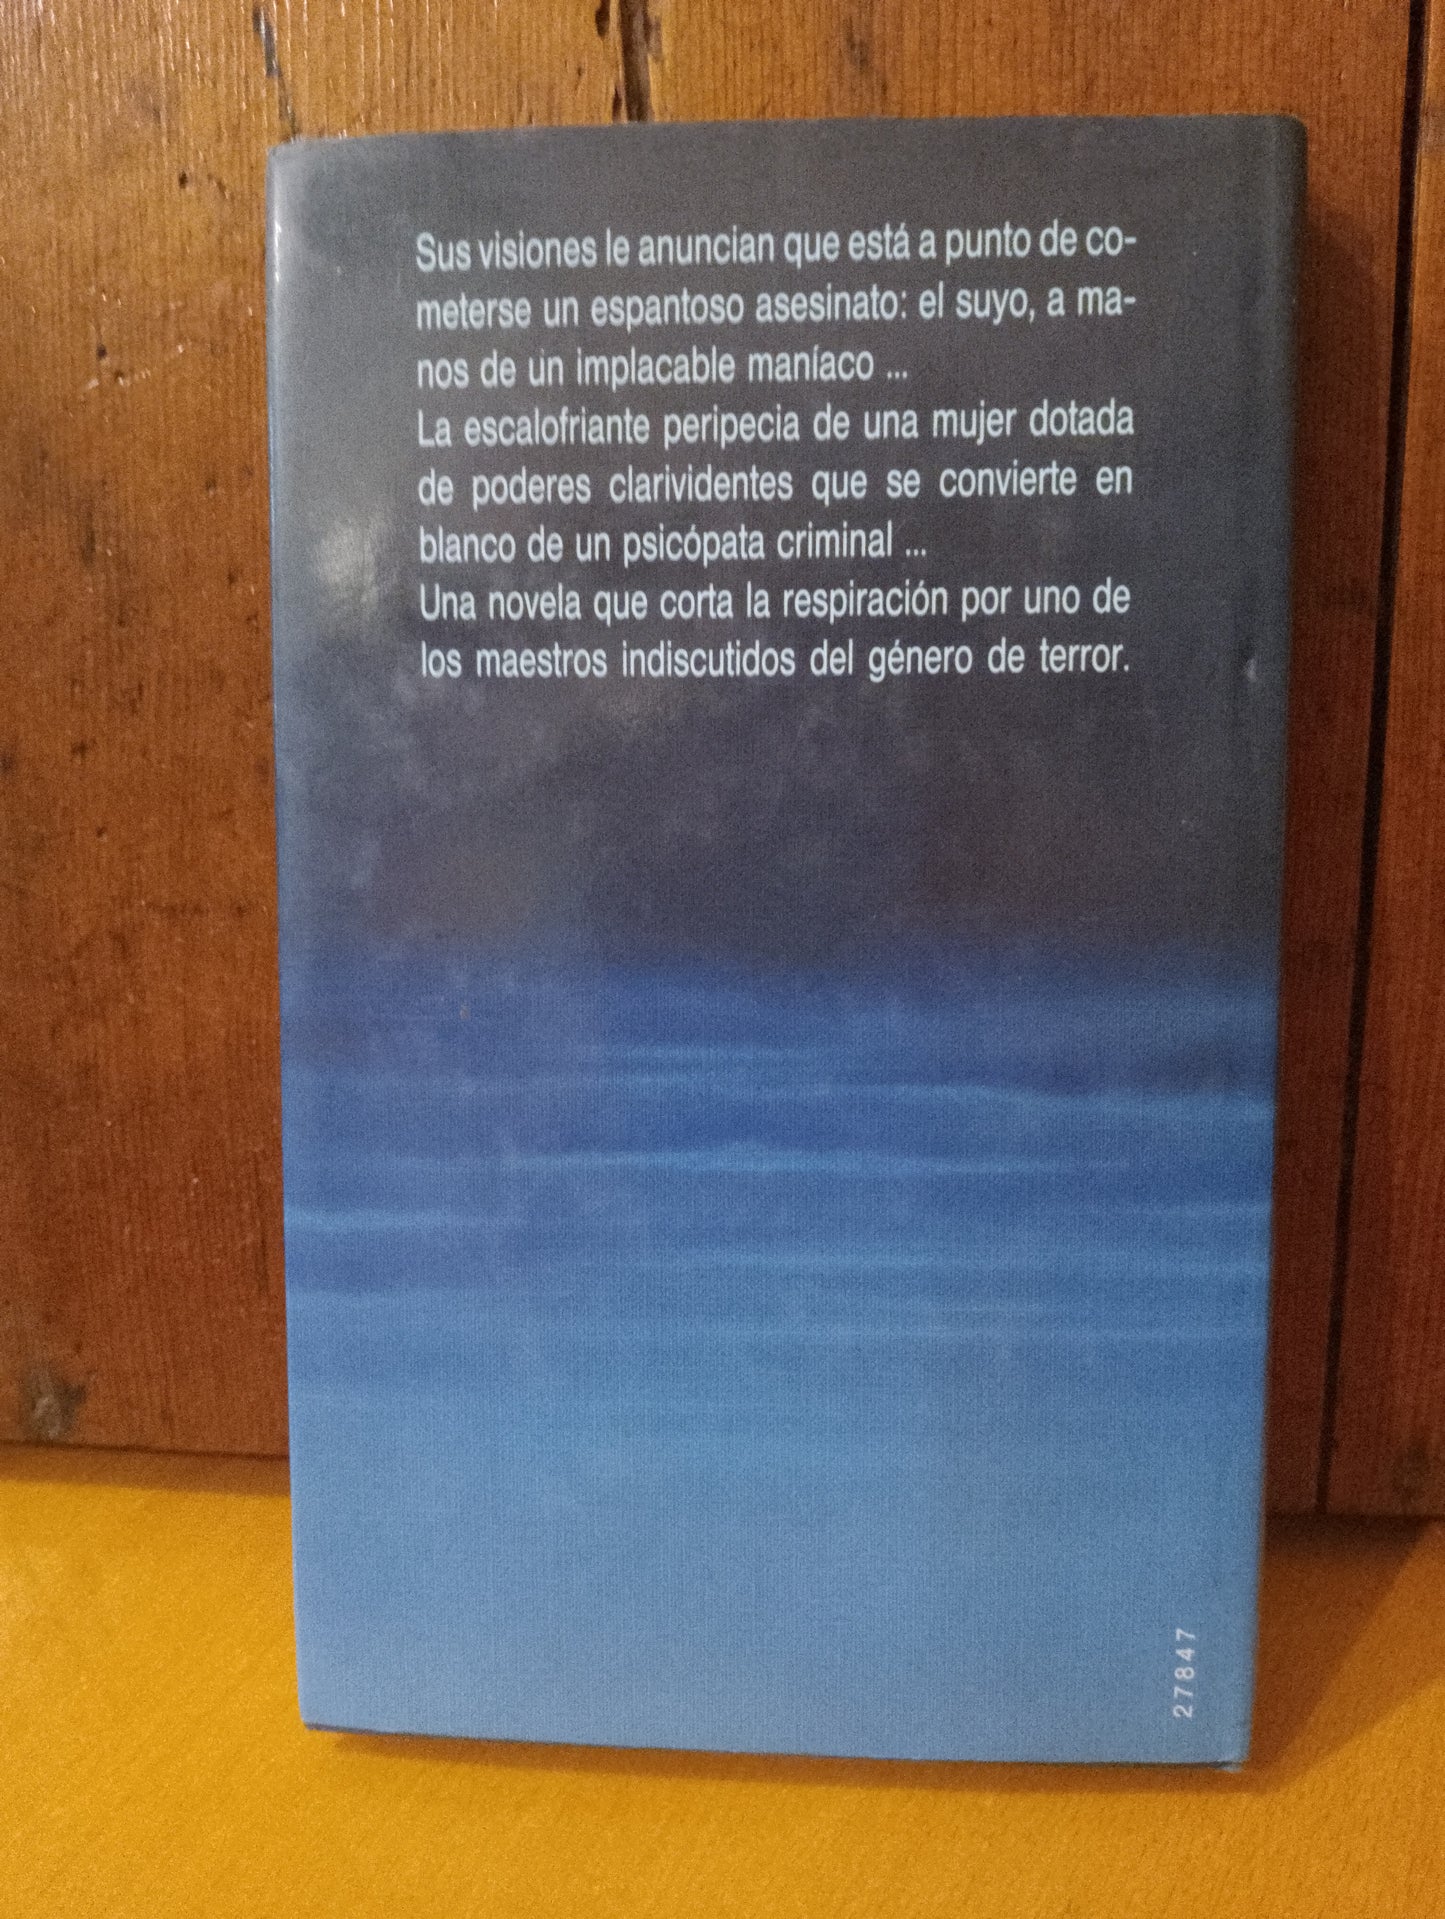 Sus visiones le anuncian que está a punto de co-
meterse un espantoso asesinato: el suyo, a ma-
nos de un implacable maníaco ...
La escalofriante peripecia de una mujer dotada
de poderes clarividentes que se convierte en
blanco de un psicópata criminal ...
Una novela que corta la respiración por uno de
los maestros indiscutidos del género de terror.
27847